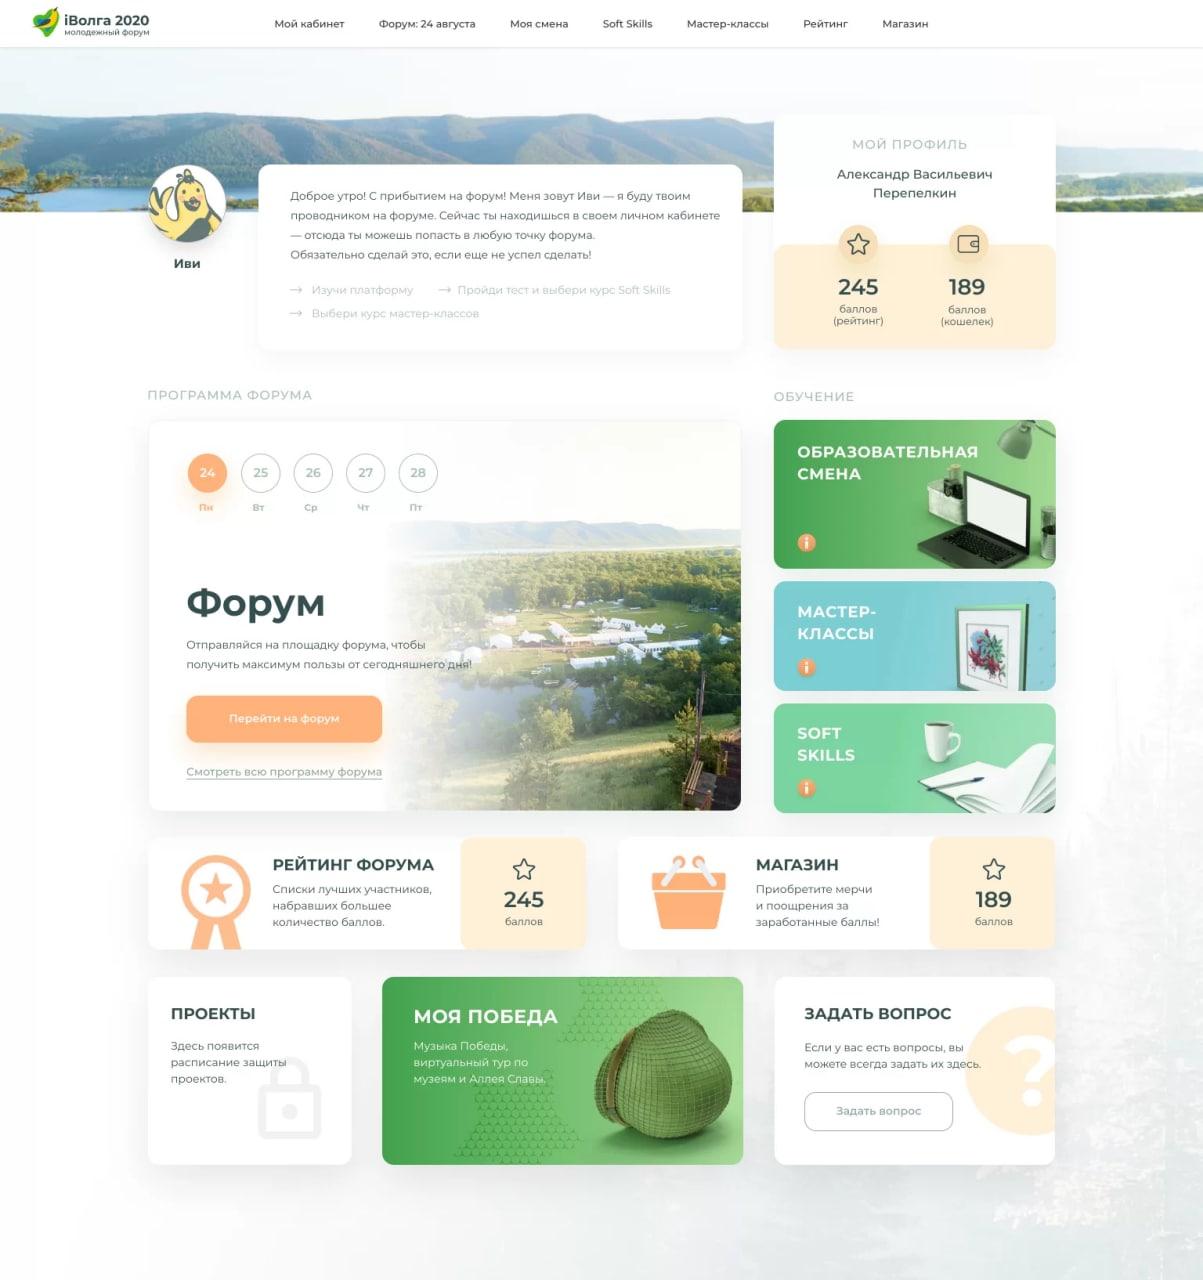 iВолга 2020
молодежный форум
Мой кабинет
Форум: 24 августа
Моя смена
Soft Skills
Мастер-классы
Рейтинг
Магазин
Иви
Доброе утро! С прибытием на форум! Меня зовут Иви — я буду твоим
проводником на форуме. Сейчас ты находишься в своем личном кабинете
— отсюда ты можешь попасть в любую точку форума.
Обязательно сделай это, если еще не успел сделать!
→ Изучи платформу
→ Пройди тест и выбери курс Soft Skills
→ Выбери курс мастер-классов
МОЙ ПРОФИЛЬ
Александр Васильевич
Перепелкин
245
баллов
(рейтинг)
189
баллов
(кошелек)
ПРОГРАММА ФОРУМА
24 25 26 27 28
Пн Вт Ср Чт Пт
Форум
Отправляйся на площадку форума, чтобы
получить максимум пользы от сегодняшнего дня!
Перейти на форум
Смотреть всю программу форума
ОБУЧЕНИЕ
ОБРАЗОВАТЕЛЬНАЯ
СМЕНА
i
МАСТЕР-
КЛАССЫ
i
SOFT
SKILLS
i
РЕЙТИНГ ФОРУМА
Списки лучших участников,
набравших большее
количество баллов.
245
баллов
МАГАЗИН
Приобретите мерчи
и поощрения за
заработанные баллы!
189
баллов
ПРОЕКТЫ
Здесь появится
расписание защиты
проектов.
МОЯ ПОБЕДА
Музыка Победы,
виртуальный тур по
музеям и Аллея Славы.
ЗАДАТЬ ВОПРОС
Если у вас есть вопросы, вы
можете всегда задать их здесь.
?
Задать вопрос